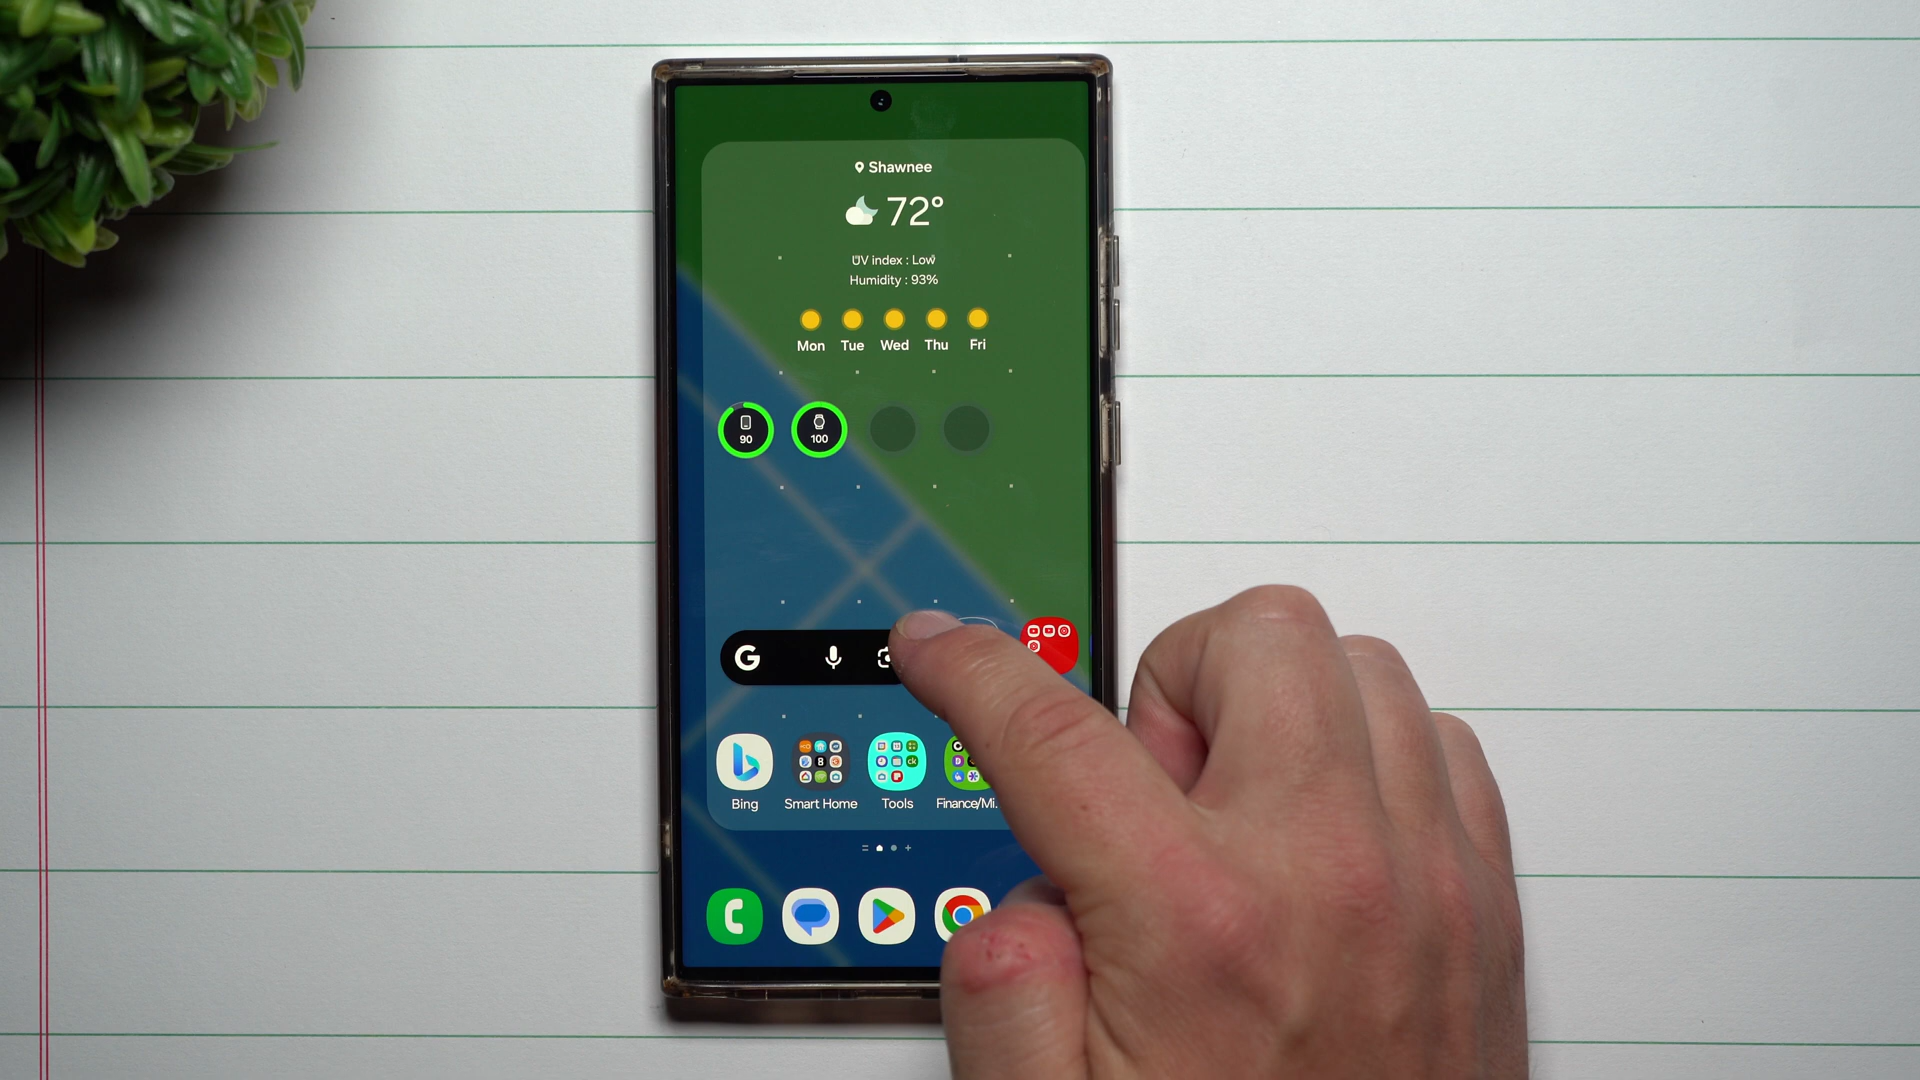 Shawnee
72°
UV index : Low
Humidity : 93%
Mon Tue Wed Thu Fri
90 100
G
Bing Smart Home Tools Finance/Mi...